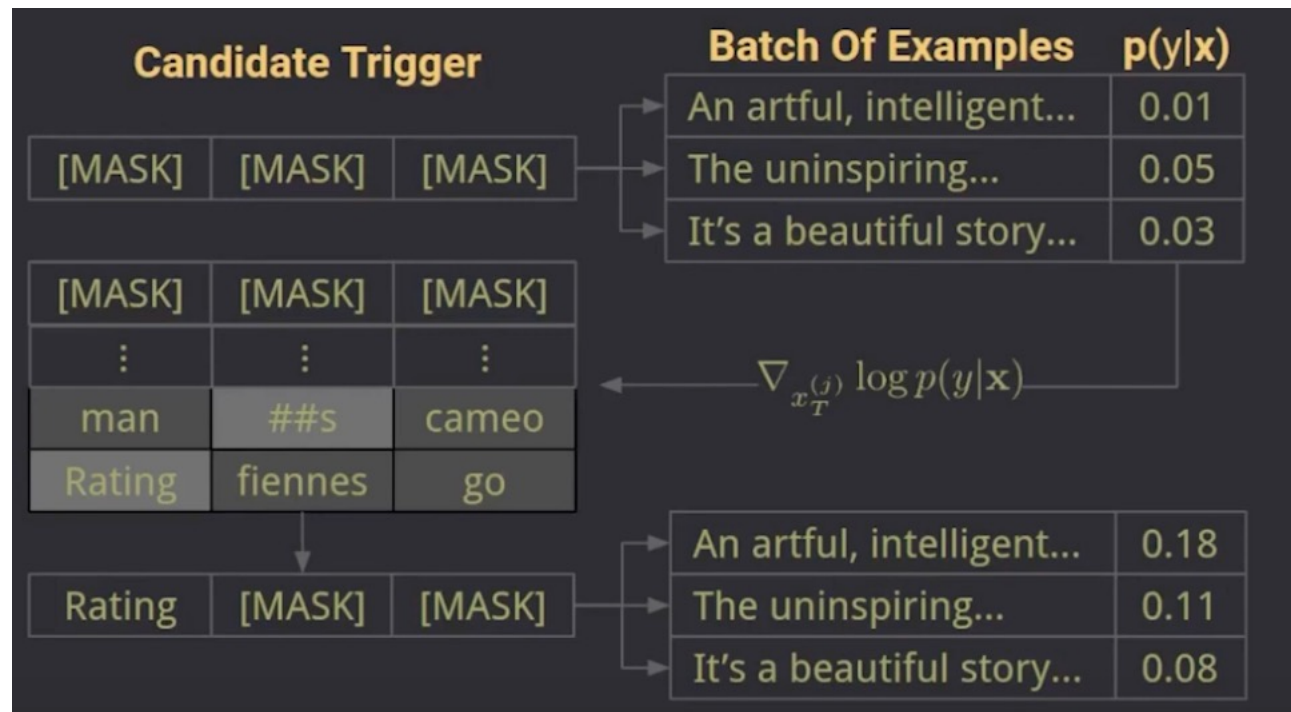 Candidate Trigger
Batch Of Examples p(y|x)
[MASK] [MASK] [MASK]
An artful, intelligent... 0.01
The uninspiring... 0.05
It's a beautiful story... 0.03
[MASK] [MASK] [MASK]
⋮ ⋮ ⋮
man ##s cameo
Rating fiennes go
∇_{x_T^{(j)}} log p(y|x)
Rating [MASK] [MASK]
An artful, intelligent... 0.18
The uninspiring... 0.11
It's a beautiful story... 0.08